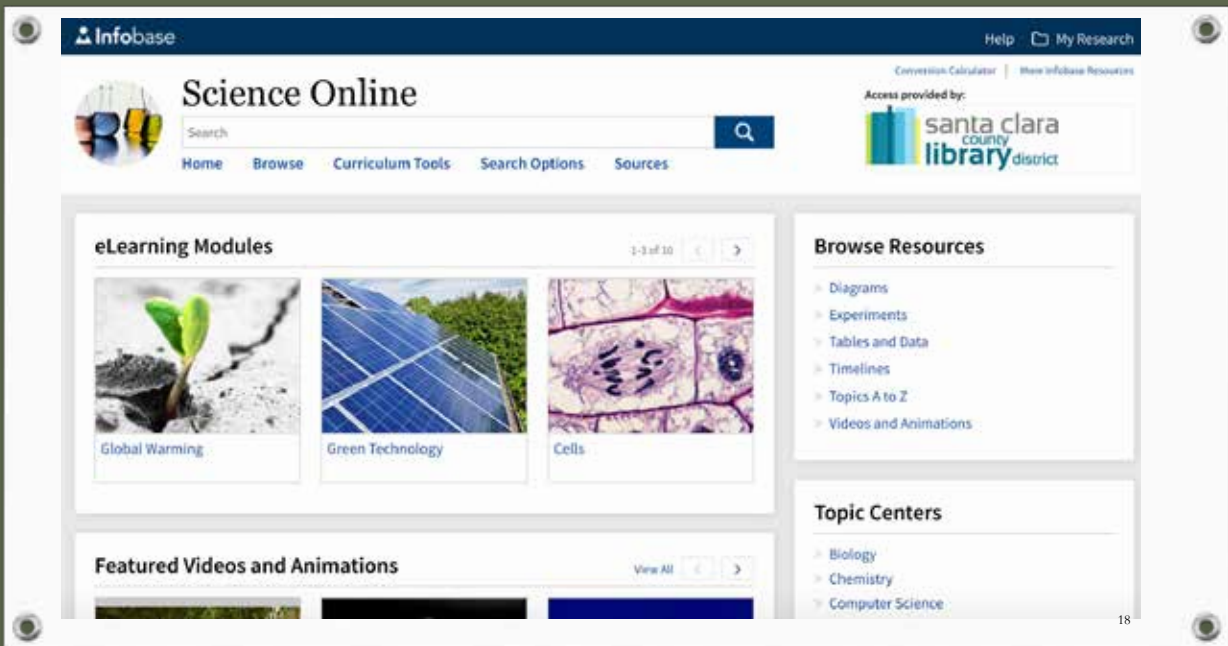 Infobase
Help My Research
Conversion Calculator | More Infobase Resources
Science Online
Access provided by:
santa clara
county
library district
Search
Home Browse Curriculum Tools Search Options Sources
eLearning Modules
1-3 of 10
Global Warming
Green Technology
Cells
Featured Videos and Animations
View All
Browse Resources
Diagrams
Experiments
Tables and Data
Timelines
Topics A to Z
Videos and Animations
Topic Centers
Biology
Chemistry
Computer Science
18